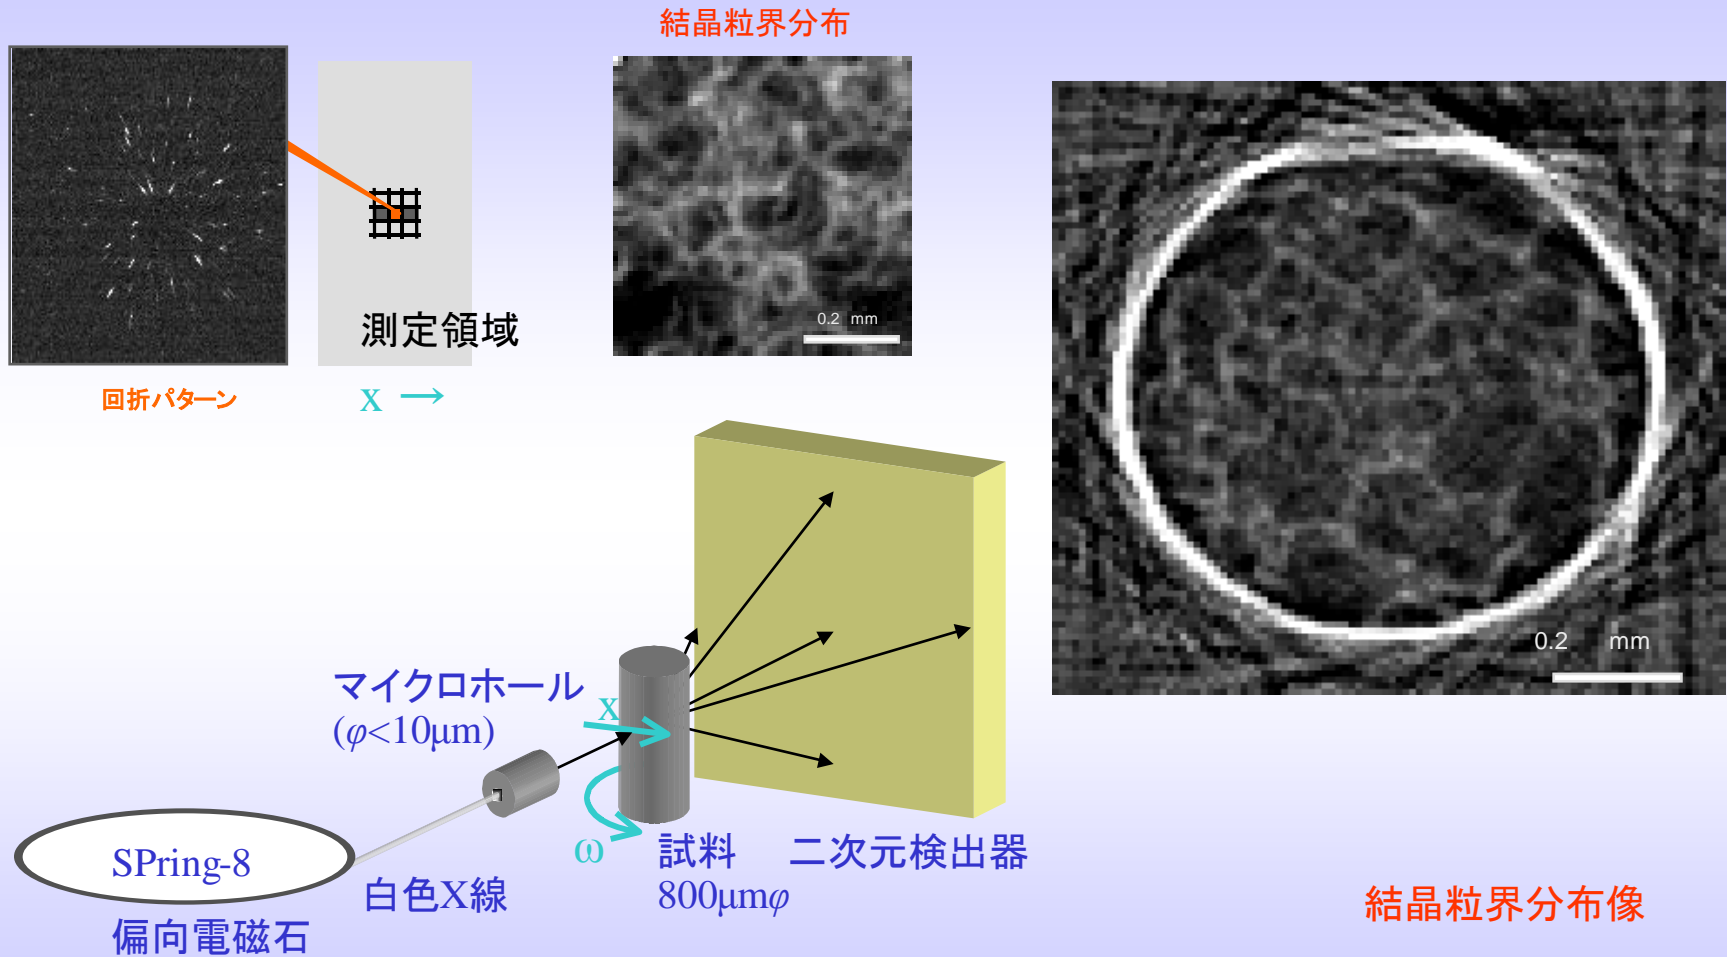 結晶粒界分布
0.2 mm
測定領域
回折パターン
x →
マイクロホール
(φ<10μm)
x
ω
SPring-8
偏向電磁石
白色X線
試料
800μmφ
二次元検出器
0.2 mm
結晶粒界分布像